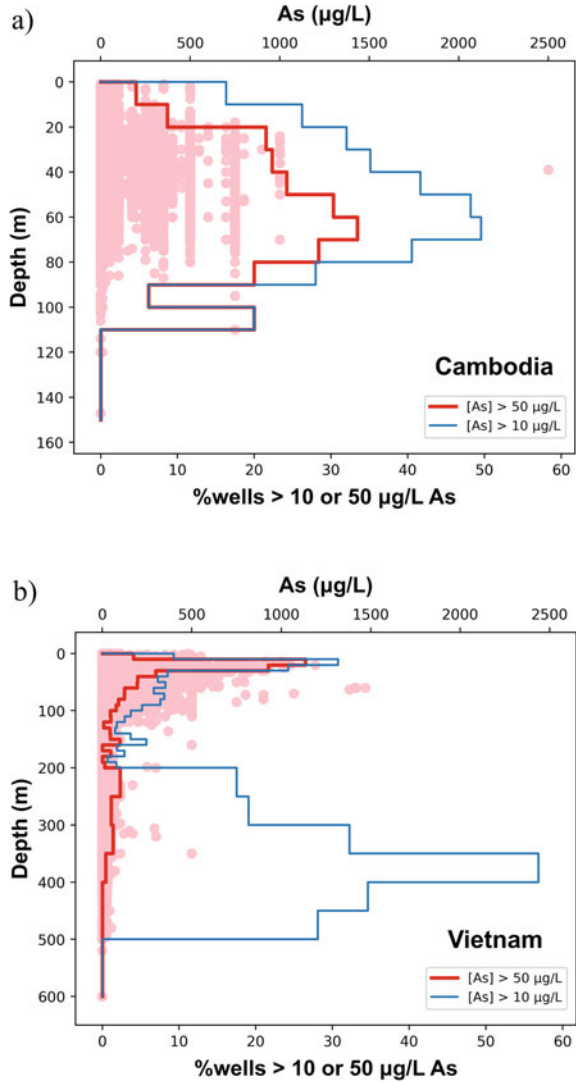 a)
As (µg/L)
0 500 1000 1500 2000 2500
0
20
40
60
80
100
120
140
160
Depth (m)
Cambodia
[As] > 50 µg/L
[As] > 10 µg/L
0 10 20 30 40 50 60
%wells > 10 or 50 µg/L As
b)
As (µg/L)
0 500 1000 1500 2000 2500
0
100
200
300
400
500
600
Depth (m)
Vietnam
[As] > 50 µg/L
[As] > 10 µg/L
0 10 20 30 40 50 60
%wells > 10 or 50 µg/L As